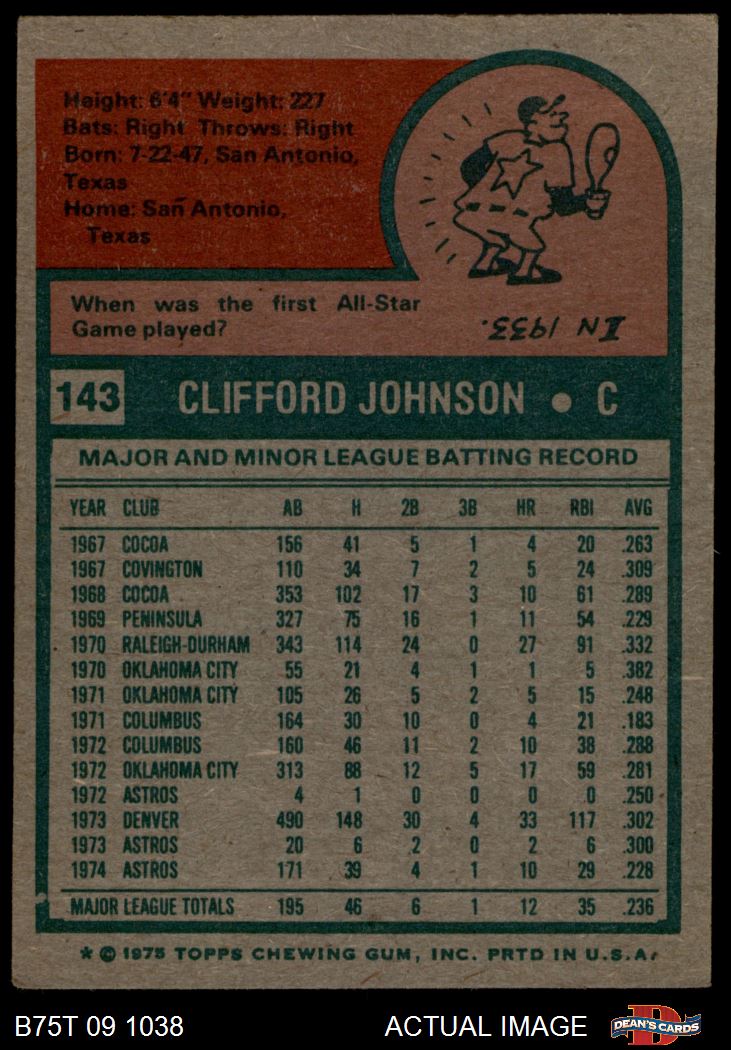 Height: 6'4" Weight: 227
Bats: Right Throws: Right
Born: 7-22-47, San Antonio,
Texas
Home: San Antonio,
Texas
When was the first All-Star
Game played?
IN 1933.
143 CLIFFORD JOHNSON • C
MAJOR AND MINOR LEAGUE BATTING RECORD
YEAR CLUB AB H 2B 3B HR RBI AVG
1967 COCOA 156 41 5 1 4 20 .263
1967 COVINGTON 110 34 7 2 5 24 .309
1968 COCOA 353 102 17 3 10 61 .289
1969 PENINSULA 327 75 16 1 11 54 .229
1970 RALEIGH-DURHAM 343 114 24 0 27 91 .332
1970 OKLAHOMA CITY 55 21 4 1 1 5 .382
1971 OKLAHOMA CITY 105 26 5 2 5 15 .248
1971 COLUMBUS 164 30 10 0 4 21 .183
1972 COLUMBUS 160 46 11 2 10 38 .288
1972 OKLAHOMA CITY 313 88 12 5 17 59 .281
1972 ASTROS 4 1 0 0 0 0 .250
1973 DENVER 490 148 30 4 33 117 .302
1973 ASTROS 20 6 2 0 2 6 .300
1974 ASTROS 171 39 4 1 10 29 .228
MAJOR LEAGUE TOTALS 195 46 6 1 12 35 .236
* © 1975 TOPPS CHEWING GUM, INC. PRTD IN U.S.A.
B75T 09 1038 ACTUAL IMAGE D DEAN'S CARDS